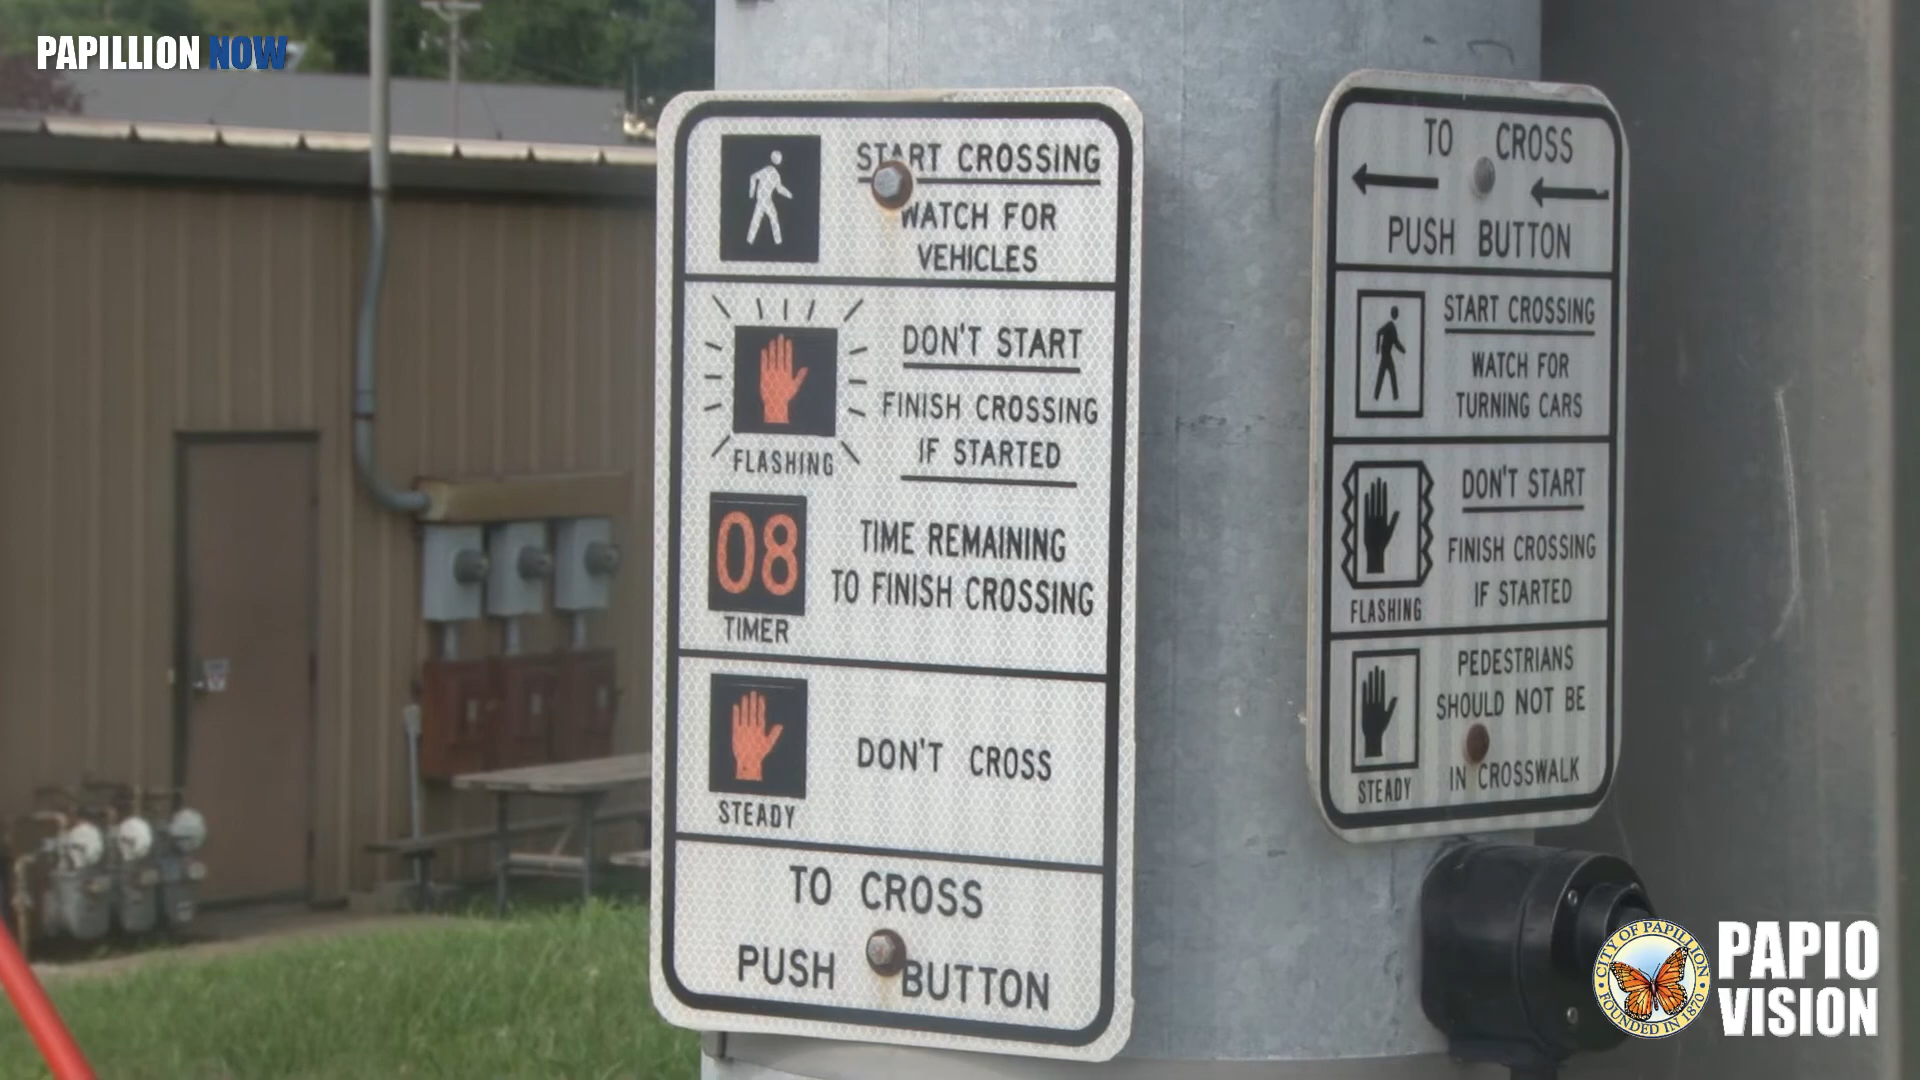 PAPILLION NOW
START CROSSING
WATCH FOR
VEHICLES
DON'T START
FINISH CROSSING
IF STARTED
FLASHING
08
TIME REMAINING
TO FINISH CROSSING
TIMER
DON'T CROSS
STEADY
TO CROSS
PUSH BUTTON
TO CROSS
PUSH BUTTON
START CROSSING
WATCH FOR
TURNING CARS
DON'T START
FINISH CROSSING
IF STARTED
FLASHING
PEDESTRIANS
SHOULD NOT BE
IN CROSSWALK
STEADY
CITY OF PAPILLION
FOUNDED IN 1870
PAPIO
VISION